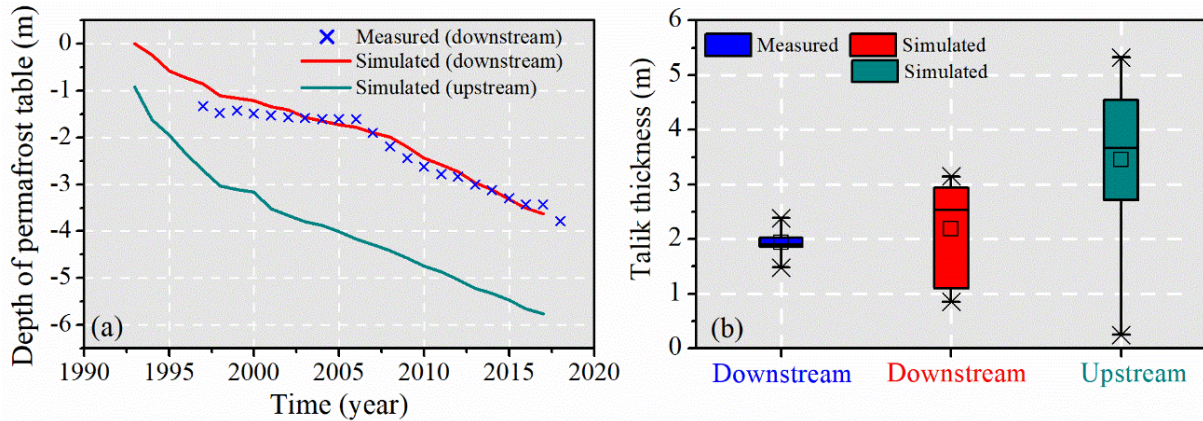 Depth of permafrost table (m)
0
-1
-2
-3
-4
-5
-6
Measured (downstream)
Simulated (downstream)
Simulated (upstream)
(a)
1990 1995 2000 2005 2010 2015 2020
Time (year)
Talik thickness (m)
6
5
4
3
2
1
0
Measured Simulated
Simulated
(b)
Downstream Downstream Upstream